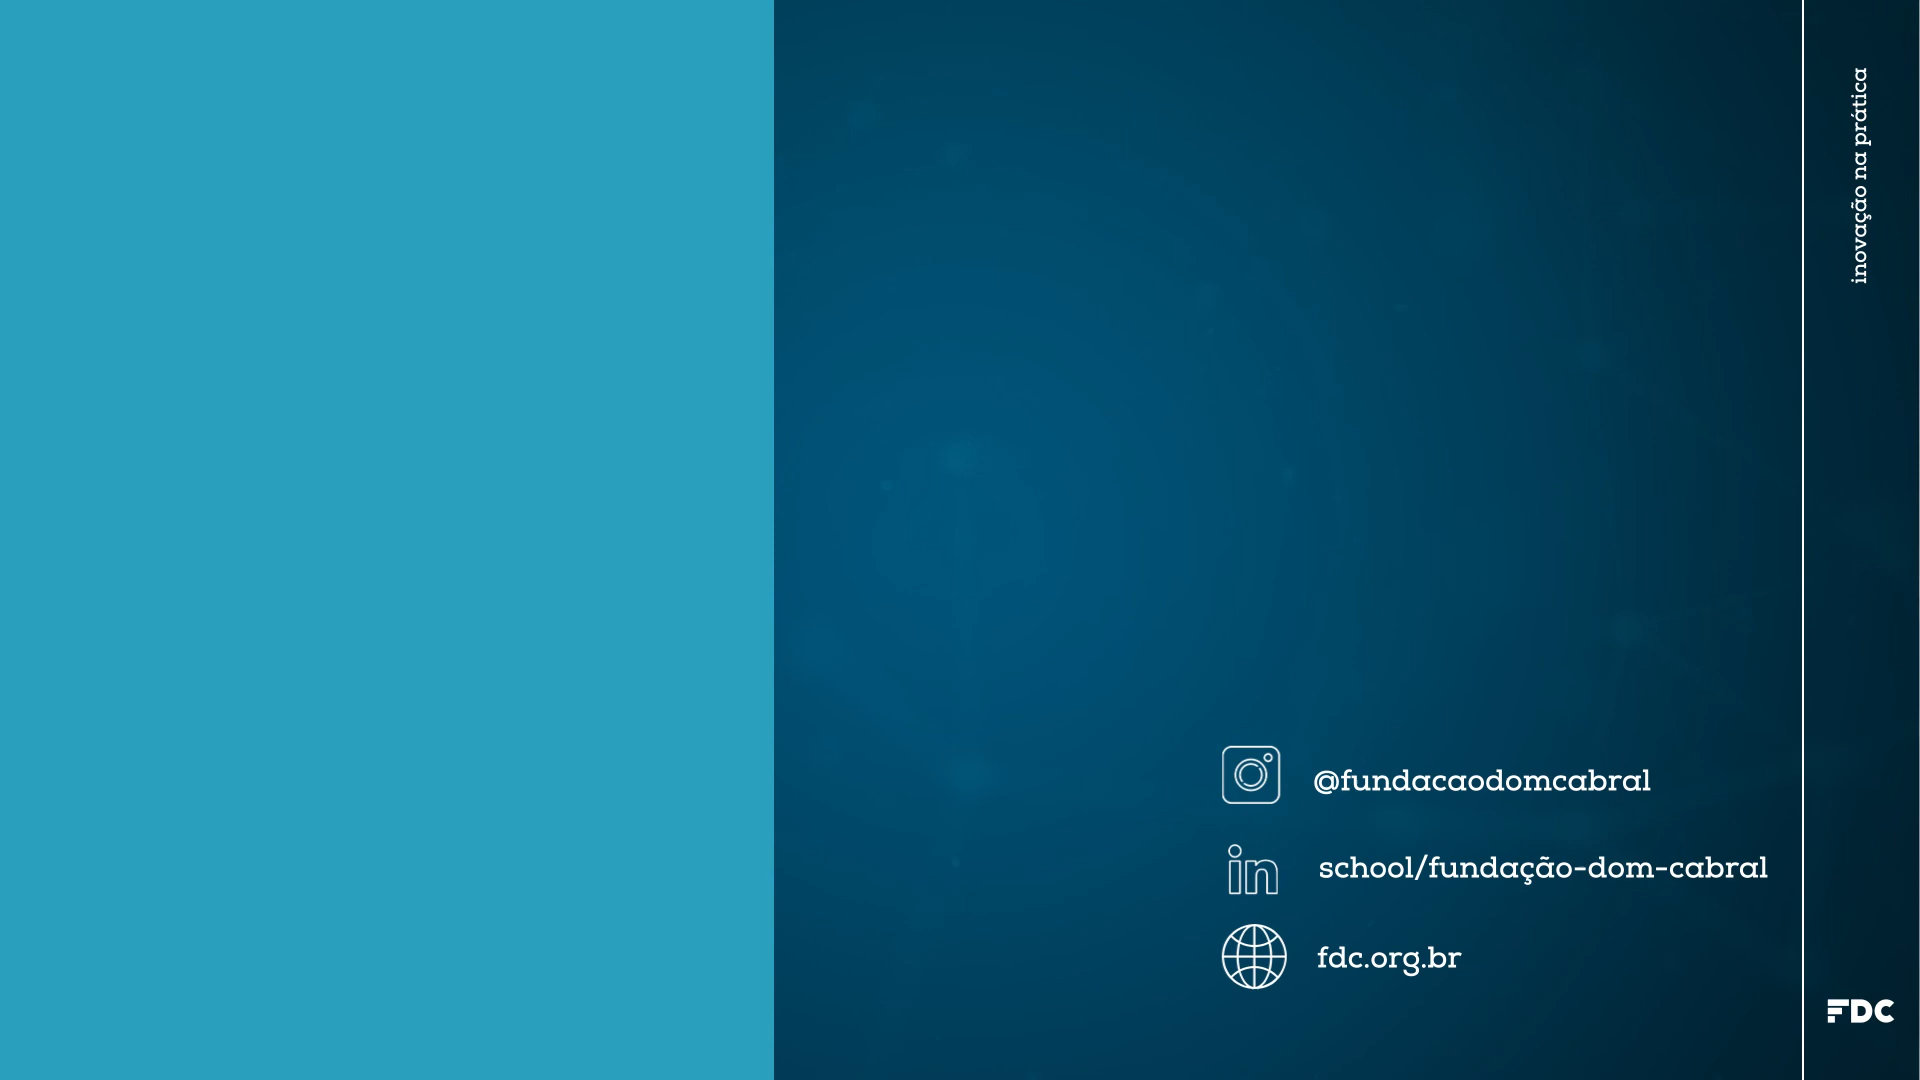 inovação na prática
@fundacaodomcabral
school/fundação-dom-cabral
fdc.org.br
FDC